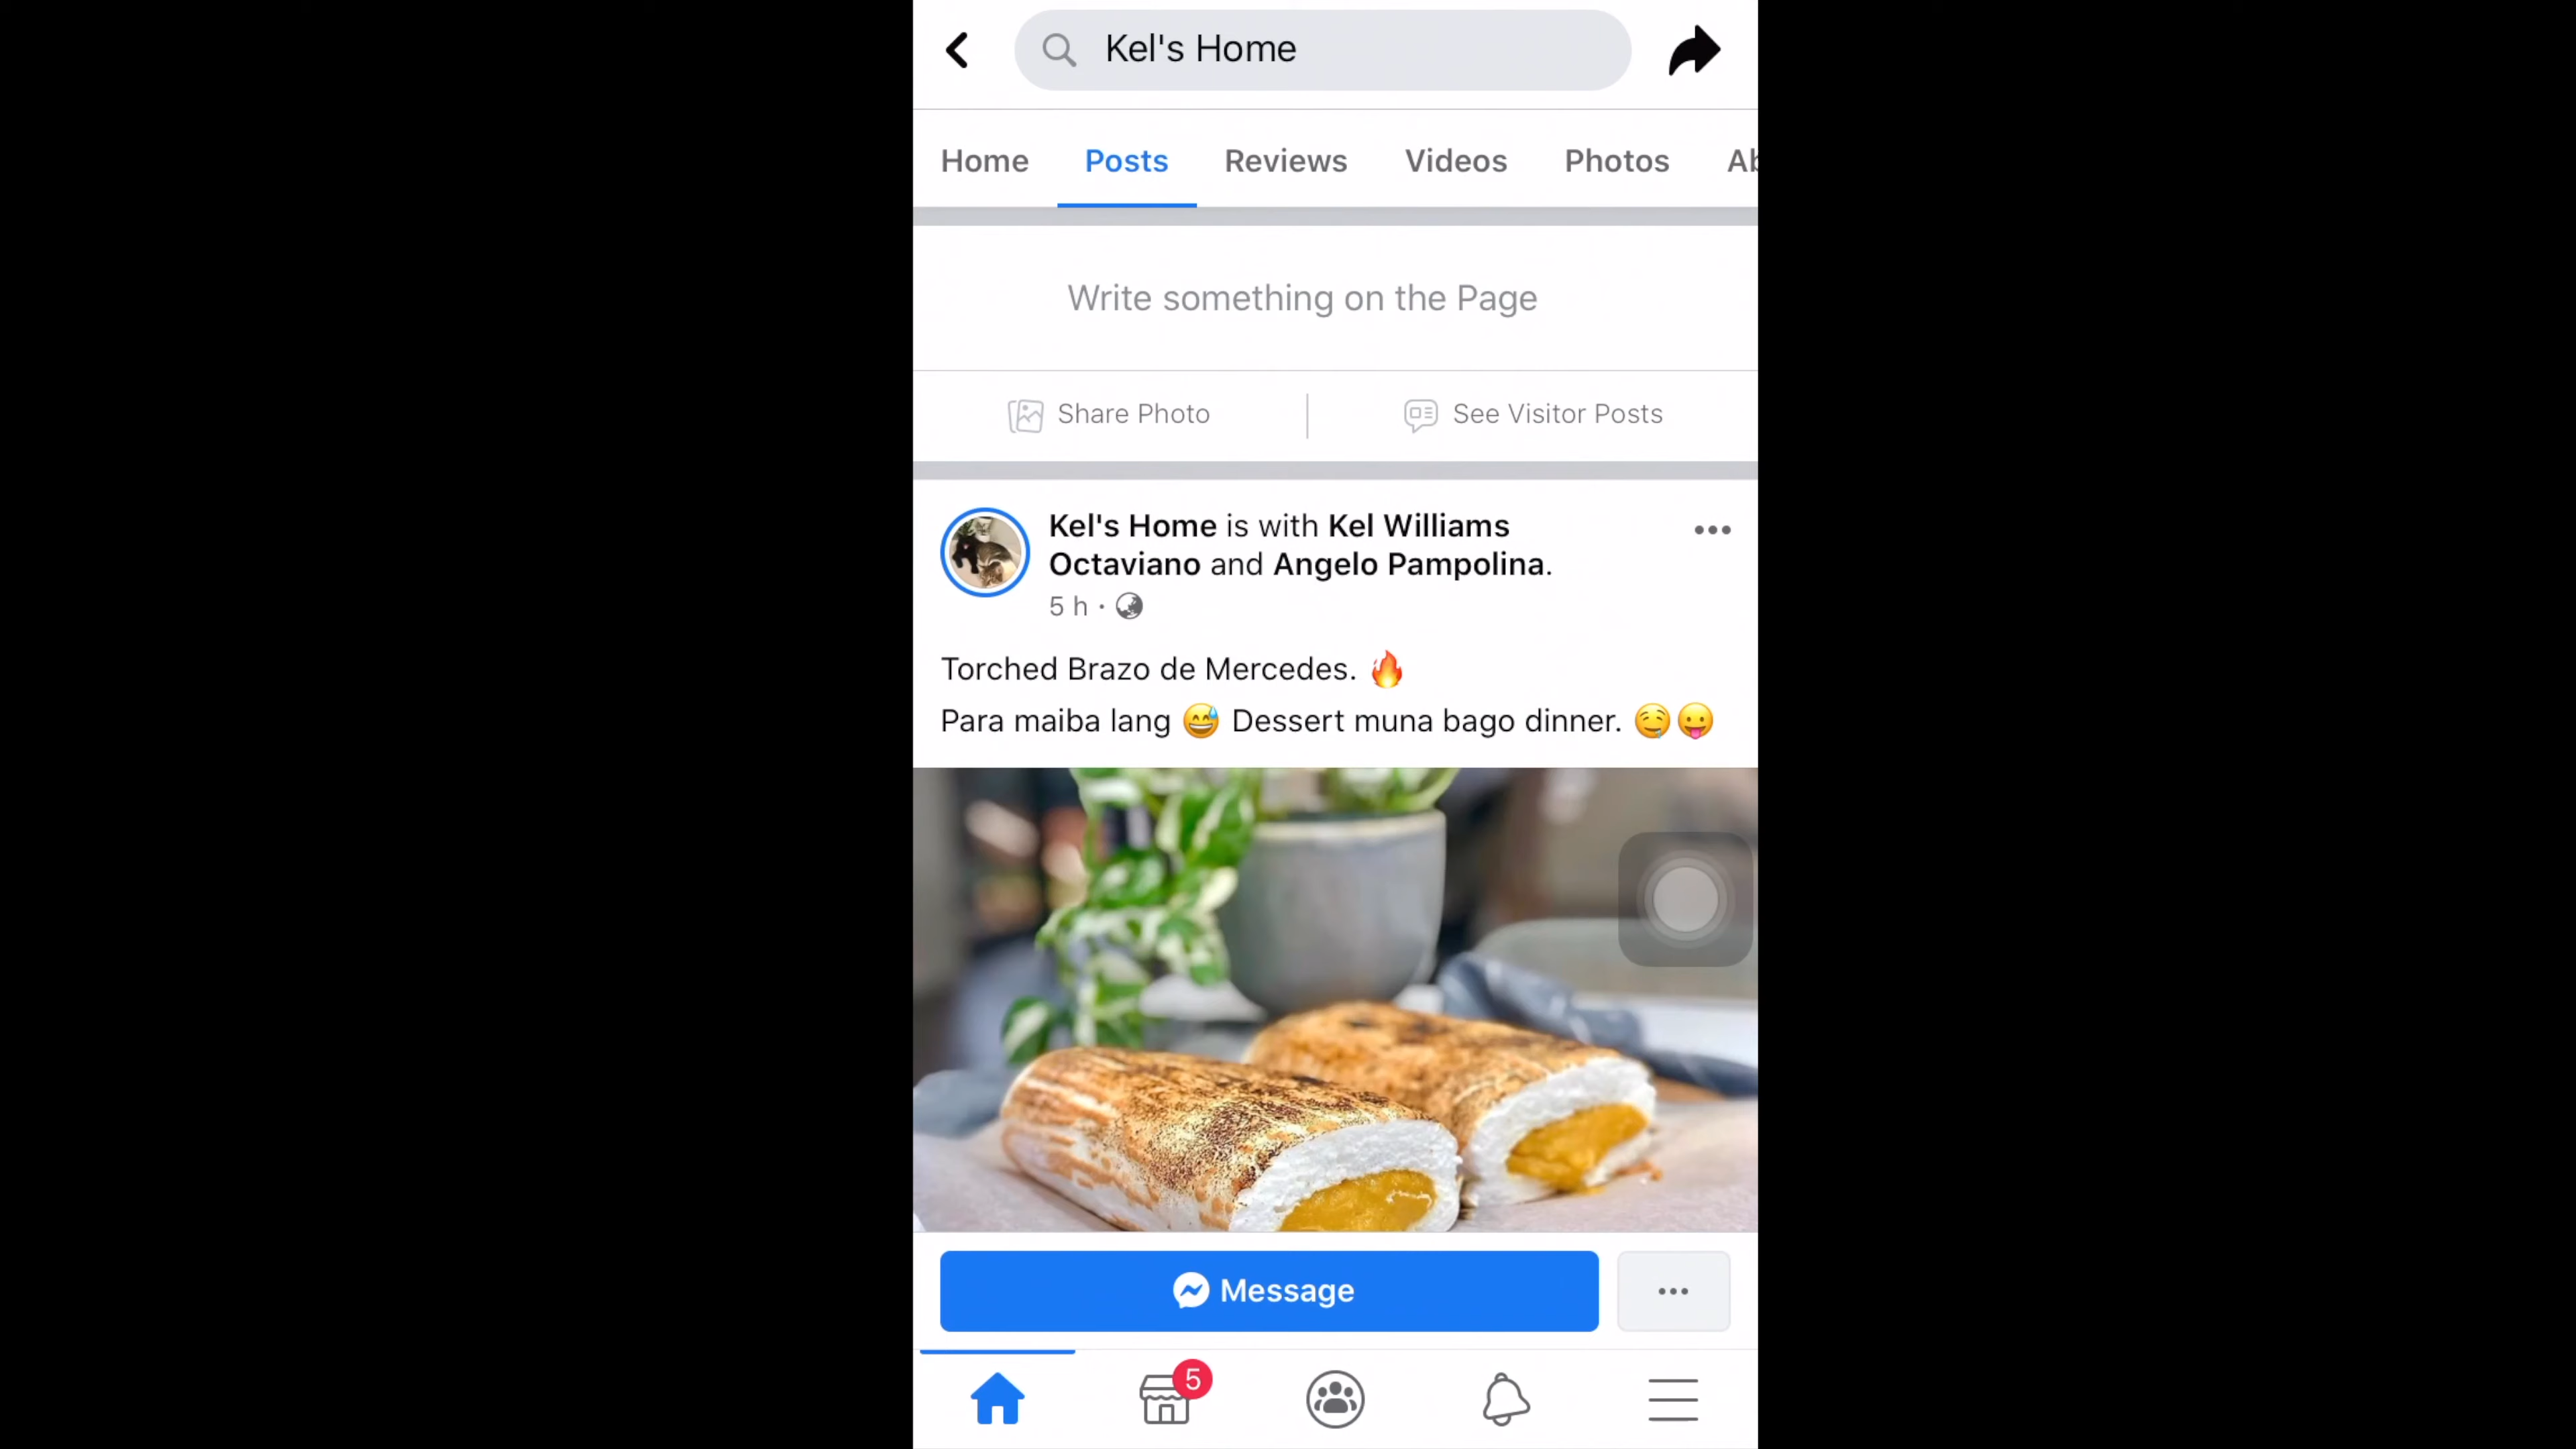 Kel's Home
Home Posts Reviews Videos Photos Ab
Write something on the Page
Share Photo
See Visitor Posts
Kel's Home is with Kel Williams
Octaviano and Angelo Pampolina.
5 h ·
Torched Brazo de Mercedes. 🔥
Para maiba lang 😅 Dessert muna bago dinner. 🤤😛
Message
5